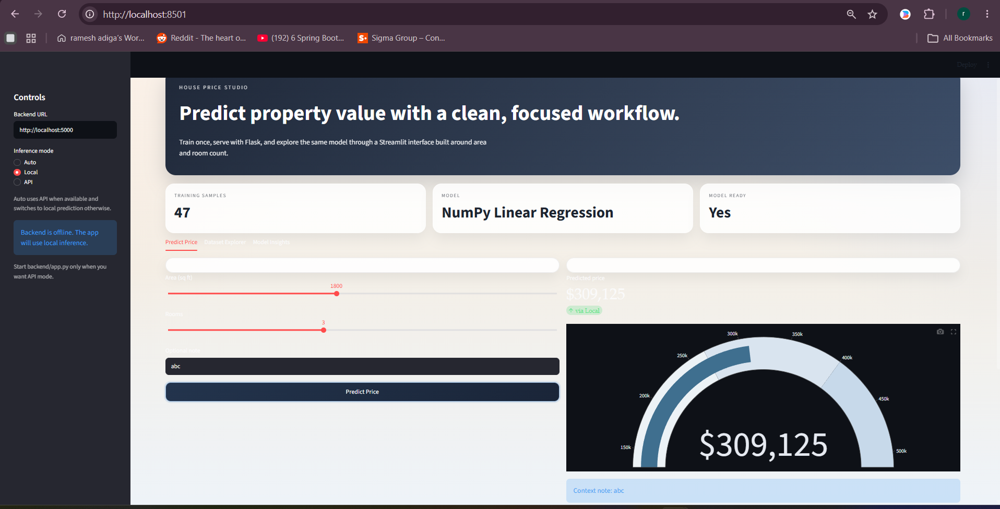 http://localhost:8501
r
ramesh adiga's Wor...
Reddit - The heart o...
(192) 6 Spring Boot...
S•
Sigma Group – Con...
All Bookmarks
Deploy
Controls
Backend URL
http://localhost:5000
Inference mode
Auto
Local
API
Auto uses API when available and
switches to local prediction otherwise.
Backend is offline. The app
will use local inference.
Start backend/app.py only when you
want API mode.
HOUSE PRICE STUDIO
Predict property value with a clean, focused workflow.
Train once, serve with Flask, and explore the same model through a Streamlit interface built around area
and room count.
TRAINING SAMPLES
47
MODEL
NumPy Linear Regression
MODEL READY
Yes
Predict Price
Dataset Explorer
Model Insights
Area (sq ft)
1800
Rooms
3
Optional note
abc
Predict Price
Predicted price
$309,125
↑ via Local
150k
200k
250k
300k
350k
400k
450k
500k
$309,125
Context note: abc